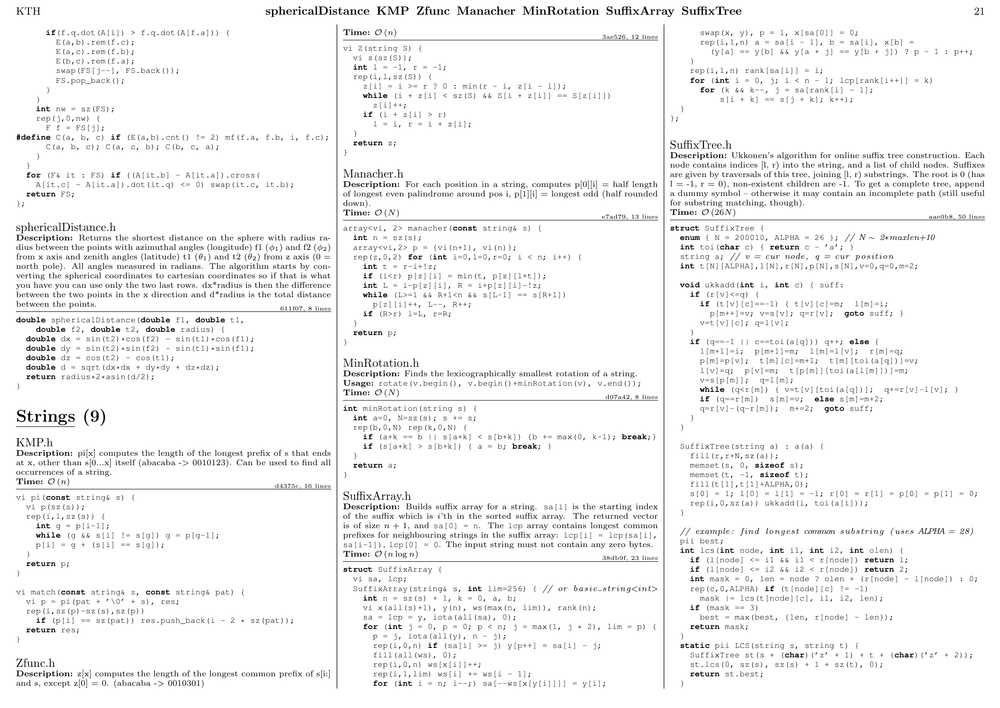 KTH
sphericalDistance KMP Zfunc Manacher MinRotation SuffixArray SuffixTree
21
if(f.q.dot(A[i]) > f.q.dot(A[f.a])) {
E(a,b).rem(f.c);
E(a,c).rem(f.b);
E(b,c).rem(f.a);
swap(FS[j--], FS.back());
FS.pop_back();
}
}
int nw = sz(FS);
rep(j,0,nw) {
F f = FS[j];
#define C(a, b, c) if (E(a,b).cnt() != 2) mf(f.a, f.b, i, f.c);
C(a, b, c); C(a, c, b); C(b, c, a);
}
}
for (F& it : FS) if ((A[it.b] - A[it.a]).cross(
A[it.c] - A[it.a]).dot(it.q) <= 0) swap(it.c, it.b);
return FS;
};
sphericalDistance.h
Description: Returns the shortest distance on the sphere with radius ra-
dius between the points with azimuthal angles (longitude) f1 (ϕ1) and f2 (ϕ2)
from x axis and zenith angles (latitude) t1 (θ1) and t2 (θ2) from z axis (0 =
north pole). All angles measured in radians. The algorithm starts by con-
verting the spherical coordinates to cartesian coordinates so if that is what
you have you can use only the two last rows. dx*radius is then the difference
between the two points in the x direction and d*radius is the total distance
between the points.
611f07, 8 lines
double sphericalDistance(double f1, double t1,
double f2, double t2, double radius) {
double dx = sin(t2)*cos(f2) - sin(t1)*cos(f1);
double dy = sin(t2)*sin(f2) - sin(t1)*sin(f1);
double dz = cos(t2) - cos(t1);
double d = sqrt(dx*dx + dy*dy + dz*dz);
return radius*2*asin(d/2);
}
Strings (9)
KMP.h
Description: pi[x] computes the length of the longest prefix of s that ends
at x, other than s[0...x] itself (abacaba -> 0010123). Can be used to find all
occurrences of a string.
Time: O (n)
d4375c, 16 lines
vi pi(const string& s) {
vi p(sz(s));
rep(i,1,sz(s)) {
int g = p[i-1];
while (g && s[i] != s[g]) g = p[g-1];
p[i] = g + (s[i] == s[g]);
}
return p;
}
vi match(const string& s, const string& pat) {
vi p = pi(pat + '\0' + s), res;
rep(i,sz(p)-sz(s),sz(p))
if (p[i] == sz(pat)) res.push_back(i - 2 * sz(pat));
return res;
}
Zfunc.h
Description: z[x] computes the length of the longest common prefix of s[i:]
and s, except z[0] = 0. (abacaba -> 0010301)
Time: O (n)
3ae526, 12 lines
vi Z(string S) {
vi z(sz(S));
int l = -1, r = -1;
rep(i,1,sz(S)) {
z[i] = i >= r ? 0 : min(r - i, z[i - l]);
while (i + z[i] < sz(S) && S[i + z[i]] == S[z[i]])
z[i]++;
if (i + z[i] > r)
l = i, r = i + z[i];
}
return z;
}
Manacher.h
Description: For each position in a string, computes p[0][i] = half length
of longest even palindrome around pos i, p[1][i] = longest odd (half rounded
down).
Time: O (N)
e7ad79, 13 lines
array<vi, 2> manacher(const string& s) {
int n = sz(s);
array<vi,2> p = {vi(n+1), vi(n)};
rep(z,0,2) for (int i=0,l=0,r=0; i < n; i++) {
int t = r-i+!z;
if (i<r) p[z][i] = min(t, p[z][l+t]);
int L = i-p[z][i], R = i+p[z][i]-!z;
while (L>=1 && R+1<n && s[L-1] == s[R+1])
p[z][i]++, L--, R++;
if (R>r) l=L, r=R;
}
return p;
}
MinRotation.h
Description: Finds the lexicographically smallest rotation of a string.
Usage: rotate(v.begin(), v.begin()+minRotation(v), v.end());
Time: O (N)
d07a42, 8 lines
int minRotation(string s) {
int a=0, N=sz(s); s += s;
rep(b,0,N) rep(k,0,N) {
if (a+k == b || s[a+k] < s[b+k]) {b += max(0, k-1); break;}
if (s[a+k] > s[b+k]) { a = b; break; }
}
return a;
}
SuffixArray.h
Description: Builds suffix array for a string. sa[i] is the starting index
of the suffix which is i'th in the sorted suffix array. The returned vector
is of size n + 1, and sa[0] = n. The lcp array contains longest common
prefixes for neighbouring strings in the suffix array: lcp[i] = lcp(sa[i],
sa[i-1]), lcp[0] = 0. The input string must not contain any zero bytes.
Time: O (n log n)
38db9f, 23 lines
struct SuffixArray {
vi sa, lcp;
SuffixArray(string& s, int lim=256) { // or basic_string<int>
int n = sz(s) + 1, k = 0, a, b;
vi x(all(s)+1), y(n), ws(max(n, lim)), rank(n);
sa = lcp = y, iota(all(sa), 0);
for (int j = 0, p = 0; p < n; j = max(1, j * 2), lim = p) {
p = j, iota(all(y), n - j);
rep(i,0,n) if (sa[i] >= j) y[p++] = sa[i] - j;
fill(all(ws), 0);
rep(i,0,n) ws[x[i]]++;
rep(i,1,lim) ws[i] += ws[i - 1];
for (int i = n; i--;) sa[--ws[x[y[i]]]] = y[i];
swap(x, y), p = 1, x[sa[0]] = 0;
rep(i,1,n) a = sa[i - 1], b = sa[i], x[b] =
(y[a] == y[b] && y[a + j] == y[b + j]) ? p - 1 : p++;
}
rep(i,1,n) rank[sa[i]] = i;
for (int i = 0, j; i < n - 1; lcp[rank[i++]] = k)
for (k && k--, j = sa[rank[i] - 1];
s[i + k] == s[j + k]; k++);
}
};
SuffixTree.h
Description: Ukkonen's algorithm for online suffix tree construction. Each
node contains indices [l, r) into the string, and a list of child nodes. Suffixes
are given by traversals of this tree, joining [l, r) substrings. The root is 0 (has
l = -1, r = 0), non-existent children are -1. To get a complete tree, append
a dummy symbol – otherwise it may contain an incomplete path (still useful
for substring matching, though).
Time: O (26N)
aae0b8, 50 lines
struct SuffixTree {
enum { N = 200010, ALPHA = 26 }; // N ~ 2*maxlen+10
int toi(char c) { return c - 'a'; }
string a; // v = cur node, q = cur position
int t[N][ALPHA],l[N],r[N],p[N],s[N],v=0,q=0,m=2;
void ukkadd(int i, int c) { suff:
if (r[v]<=q) {
if (t[v][c]==-1) { t[v][c]=m; l[m]=i;
p[m++]=v; v=s[v]; q=r[v]; goto suff; }
v=t[v][c]; q=l[v];
}
if (q==-1 || c==toi(a[q])) q++; else {
l[m+1]=i; p[m+1]=m; l[m]=l[v]; r[m]=q;
p[m]=p[v]; t[m][c]=m+1; t[m][toi(a[q])]=v;
l[v]=q; p[v]=m; t[p[m]][toi(a[l[m]])]=m;
v=s[p[m]]; q=l[m];
while (q<r[m]) { v=t[v][toi(a[q])]; q+=r[v]-l[v]; }
if (q==r[m]) s[m]=v; else s[m]=m+2;
q=r[v]-(q-r[m]); m+=2; goto suff;
}
}
SuffixTree(string a) : a(a) {
fill(r,r+N,sz(a));
memset(s, 0, sizeof s);
memset(t, -1, sizeof t);
fill(t[1],t[1]+ALPHA,0);
s[0] = 1; l[0] = l[1] = -1; r[0] = r[1] = p[0] = p[1] = 0;
rep(i,0,sz(a)) ukkadd(i, toi(a[i]));
}
// example: find longest common substring (uses ALPHA = 28)
pii best;
int lcs(int node, int i1, int i2, int olen) {
if (l[node] <= i1 && i1 < r[node]) return 1;
if (l[node] <= i2 && i2 < r[node]) return 2;
int mask = 0, len = node ? olen + (r[node] - l[node]) : 0;
rep(c,0,ALPHA) if (t[node][c] != -1)
mask |= lcs(t[node][c], i1, i2, len);
if (mask == 3)
best = max(best, {len, r[node] - len});
return mask;
}
static pii LCS(string s, string t) {
SuffixTree st(s + (char)('z' + 1) + t + (char)('z' + 2));
st.lcs(0, sz(s), sz(s) + 1 + sz(t), 0);
return st.best;
}